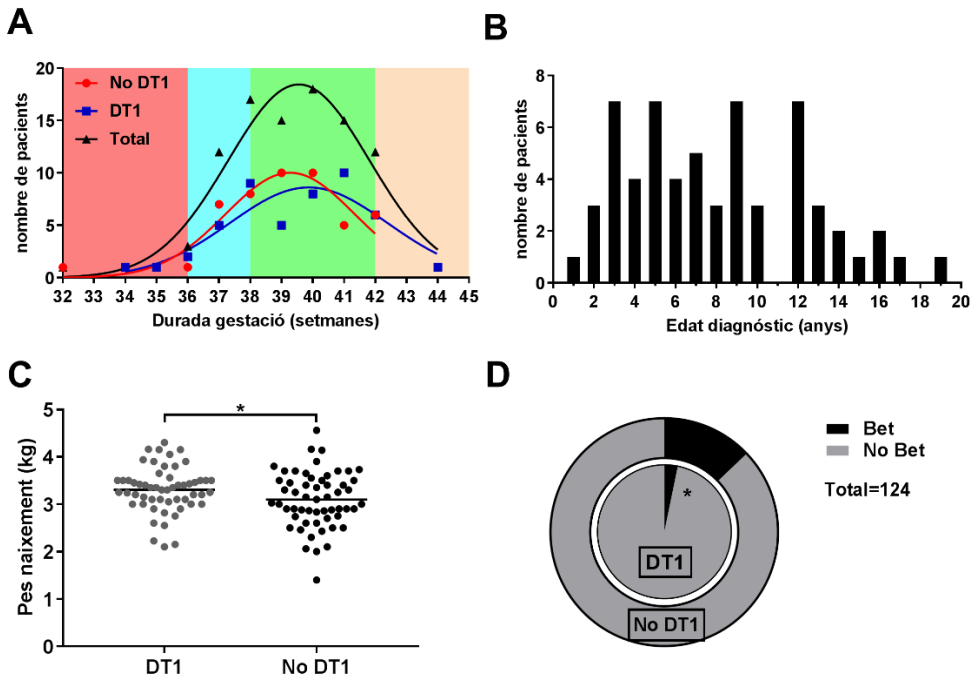 A
nombre de pacients
20
15
10
5
0
No DT1
DT1
Total
32 33 34 35 36 37 38 39 40 41 42 43 44 45
Durada gestació (setmanes)
B
nombre de pacients
8
6
4
2
0
0 2 4 6 8 10 12 14 16 18 20
Edat diagnóstic (anys)
C
Pes naixement (kg)
5
4
3
2
1
0
*
DT1 No DT1
D
Bet
No Bet
Total=124
*
DT1
No DT1